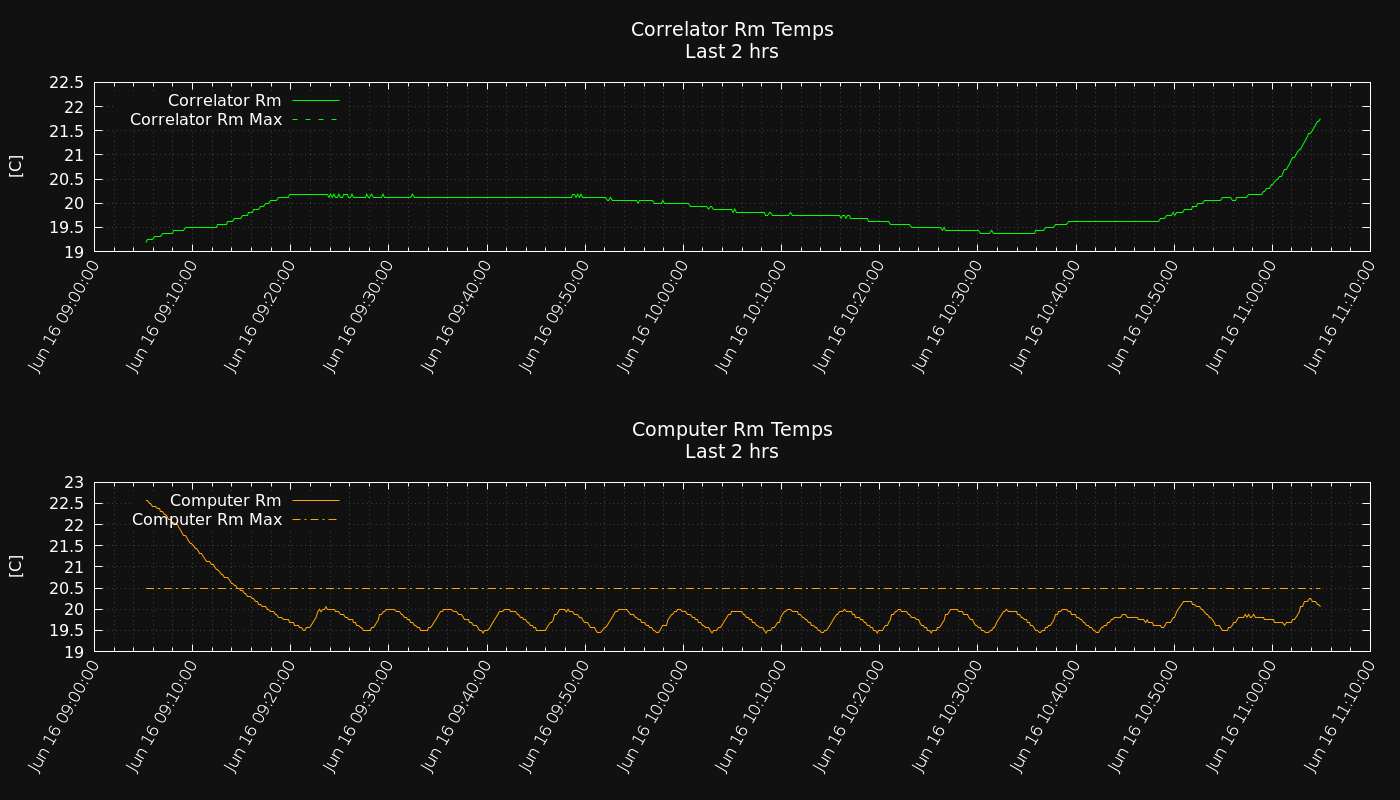 Correlator Rm Temps
Last 2 hrs
22.5
22
21.5
21
20.5
20
19.5
19
[C]
Correlator Rm
Correlator Rm Max
Jun 16 09:00:00
Jun 16 09:10:00
Jun 16 09:20:00
Jun 16 09:30:00
Jun 16 09:40:00
Jun 16 09:50:00
Jun 16 10:00:00
Jun 16 10:10:00
Jun 16 10:20:00
Jun 16 10:30:00
Jun 16 10:40:00
Jun 16 10:50:00
Jun 16 11:00:00
Jun 16 11:10:00
Computer Rm Temps
Last 2 hrs
23
22.5
22
21.5
21
20.5
20
19.5
19
[C]
Computer Rm
Computer Rm Max
Jun 16 09:00:00
Jun 16 09:10:00
Jun 16 09:20:00
Jun 16 09:30:00
Jun 16 09:40:00
Jun 16 09:50:00
Jun 16 10:00:00
Jun 16 10:10:00
Jun 16 10:20:00
Jun 16 10:30:00
Jun 16 10:40:00
Jun 16 10:50:00
Jun 16 11:00:00
Jun 16 11:10:00